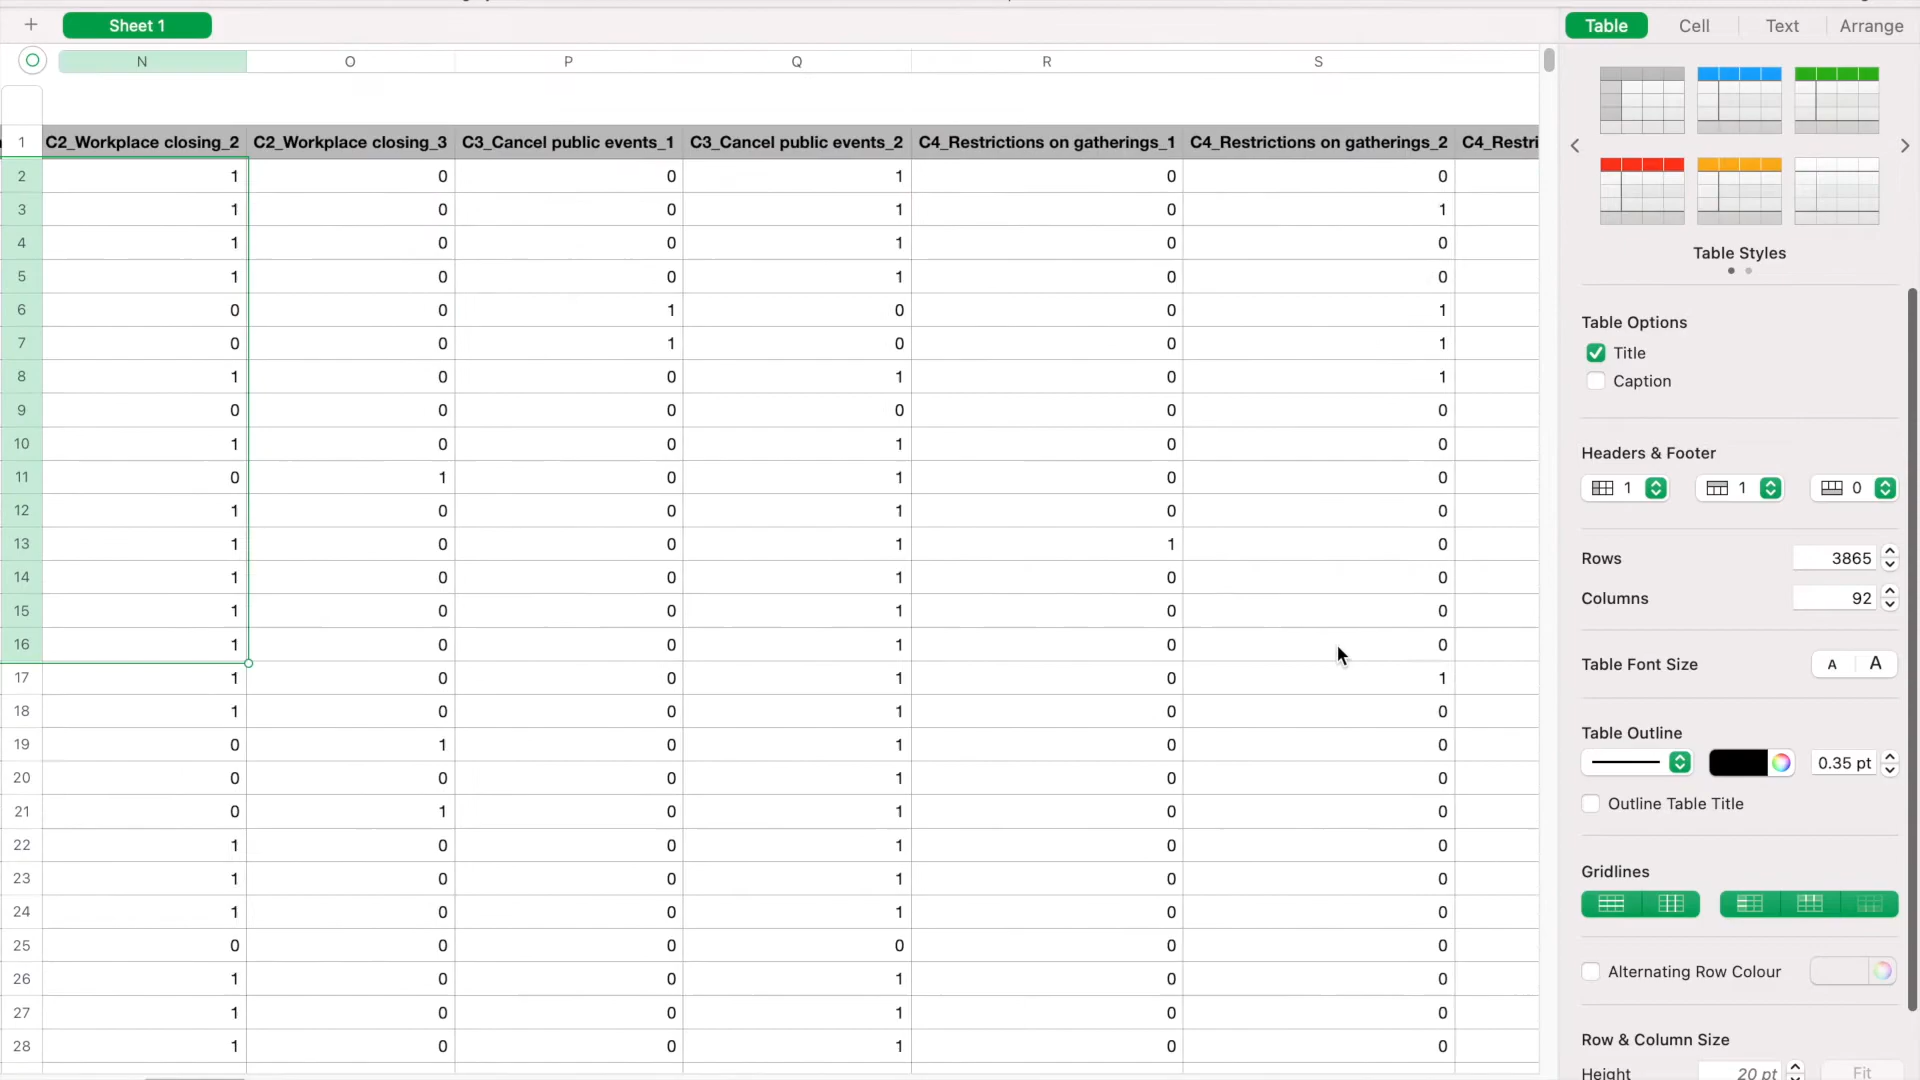 + Sheet 1 Table Cell Text Arrange
N O P Q R S
1 C2_Workplace closing_2 C2_Workplace closing_3 C3_Cancel public events_1 C3_Cancel public events_2 C4_Restrictions on gatherings_1 C4_Restrictions on gatherings_2 C4_Restri
2 1 0 0 1 0 0
3 1 0 0 1 0 1
4 1 0 0 1 0 0
5 1 0 0 1 0 0
6 0 0 1 0 0 1
7 0 0 1 0 0 1
8 1 0 0 1 0 1
9 0 0 0 0 0 0
10 1 0 0 1 0 0
11 0 1 0 1 0 0
12 1 0 0 1 0 0
13 1 0 0 1 1 0
14 1 0 0 1 0 0
15 1 0 0 1 0 0
16 1 0 0 1 0 0
17 1 0 0 1 0 1
18 1 0 0 1 0 0
19 0 1 0 1 0 0
20 0 0 0 1 0 0
21 0 1 0 1 0 0
22 1 0 0 1 0 0
23 1 0 0 1 0 0
24 1 0 0 1 0 0
25 0 0 0 0 0 0
26 1 0 0 1 0 0
27 1 0 0 1 0 0
28 1 0 0 1 0 0
Table Styles
Table Options
Title
Caption
Headers & Footer
1 1 0
Rows 3865
Columns 92
Table Font Size A A
Table Outline
0.35 pt
Outline Table Title
Gridlines
Alternating Row Colour
Row & Column Size
Height 20 pt Fit